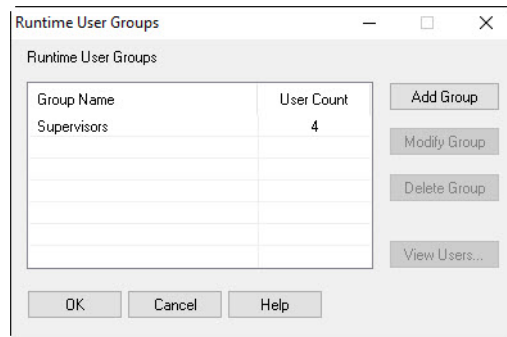 Runtime User Groups
Runtime User Groups
Group Name User Count Add Group
Supervisors 4
Modify Group
Delete Group
View Users...
OK Cancel Help